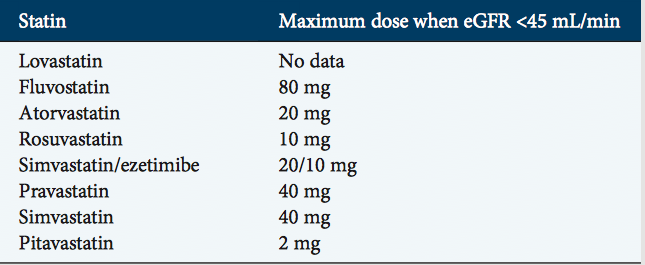 Statin Maximum dose when eGFR <45 mL/min
Lovastatin No data
Fluvostatin 80 mg
Atorvastatin 20 mg
Rosuvastatin 10 mg
Simvastatin/ezetimibe 20/10 mg
Pravastatin 40 mg
Simvastatin 40 mg
Pitavastatin 2 mg